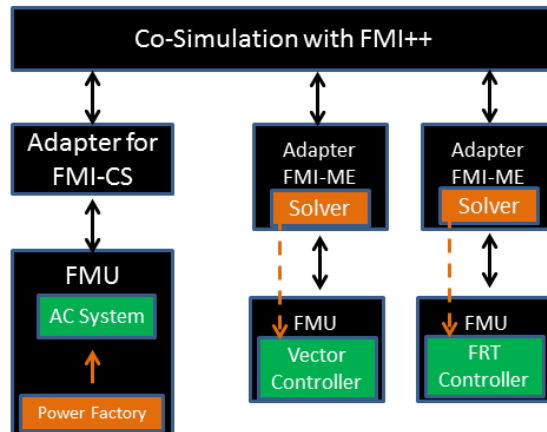 Co-Simulation with FMI++
Adapter for
FMI-CS
Adapter
FMI-ME
Solver
Adapter
FMI-ME
Solver
FMU
AC System
Power Factory
FMU
Vector
Controller
FMU
FRT
Controller